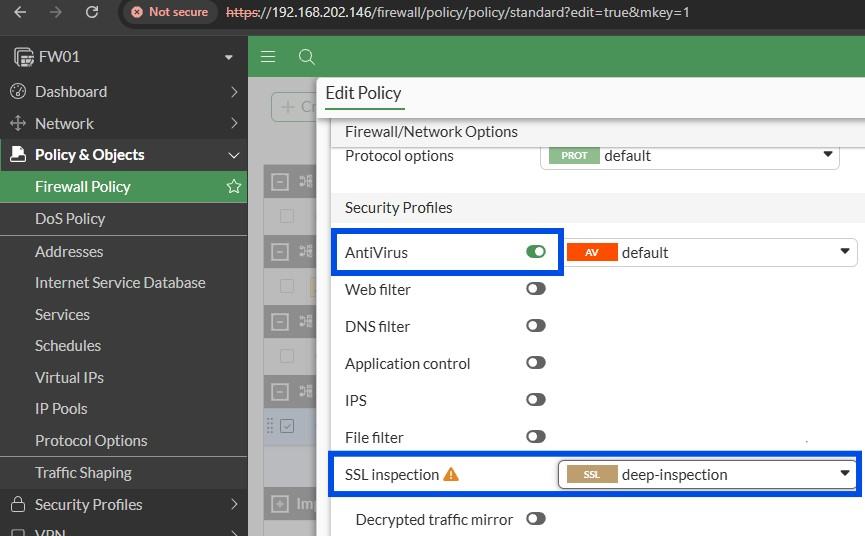 Not secure https://192.168.202.146/firewall/policy/policy/standard?edit=true&mkey=1
FW01
Dashboard
Network
Policy & Objects
Firewall Policy
DoS Policy
Addresses
Internet Service Database
Services
Schedules
Virtual IPs
IP Pools
Protocol Options
Traffic Shaping
Security Profiles
VPN
Edit Policy
Firewall/Network Options
Protocol options PROT default
Security Profiles
AntiVirus AV default
Web filter
DNS filter
Application control
IPS
File filter
SSL inspection SSL deep-inspection
Decrypted traffic mirror